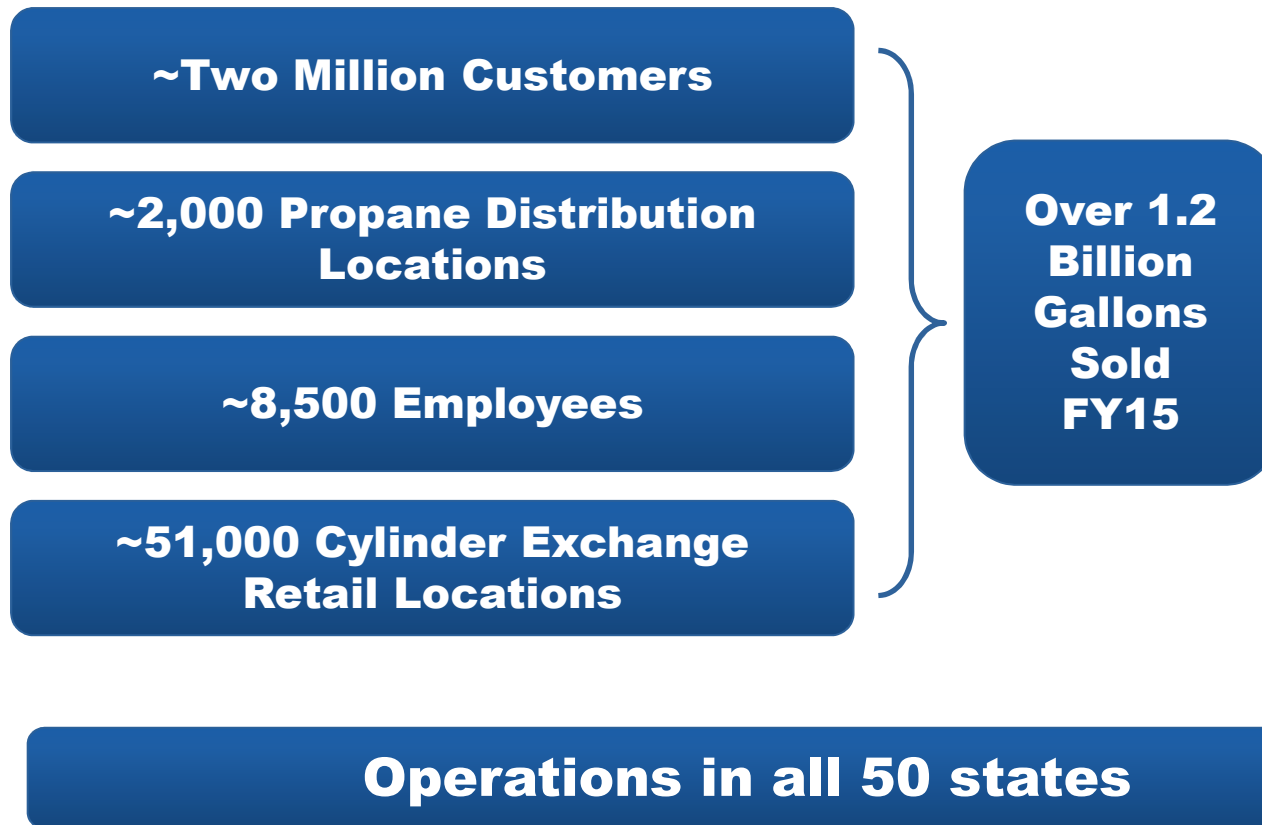 ~Two Million Customers
~2,000 Propane Distribution
Locations
~8,500 Employees
~51,000 Cylinder Exchange
Retail Locations
Over 1.2
Billion
Gallons
Sold
FY15
Operations in all 50 states